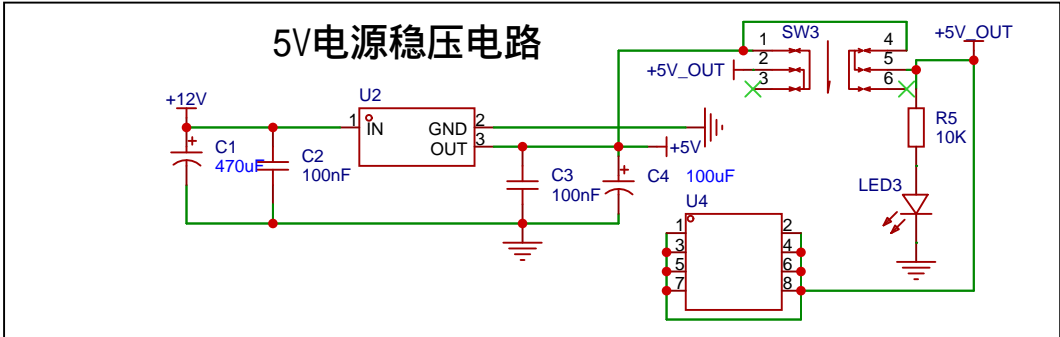 5V电源稳压电路
SW3
1
2
3
4
5
6
+5V_OUT
+5V_OUT
+12V
U2
1
IN
GND
2
OUT
3
+5V
C1
470uF
C2
100nF
C3
100nF
C4
100uF
R5
10K
LED3
U4
1
2
3
4
5
6
7
8